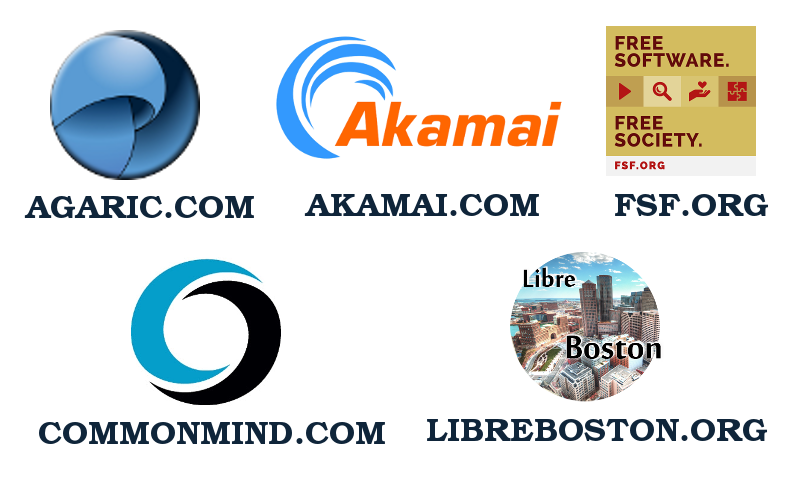 Akamai
FREE
SOFTWARE.
FREE
SOCIETY.
FSF.ORG
AGARIC.COM
AKAMAI.COM
FSF.ORG
Libre
Boston
COMMONMIND.COM
LIBREBOSTON.ORG